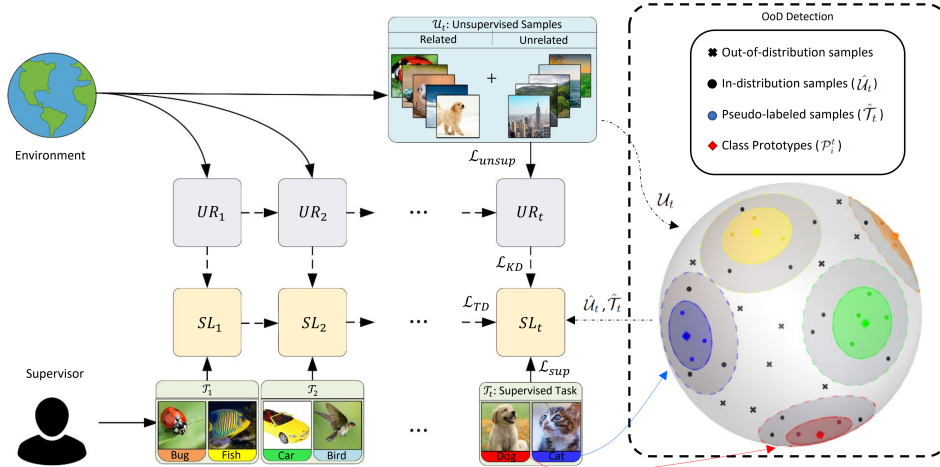 𝒰ₜ: Unsupervised Samples
Related Unrelated
+
OoD Detection
Out-of-distribution samples
In-distribution samples (𝒰̂ₜ)
Pseudo-labeled samples (𝒯̂ₜ)
Class Prototypes (𝒫ᵢᵗ)
Environment
ℒunsup
𝒰ₜ
UR₁ UR₂ ... URₜ
ℒKD
ℒTD
𝒰̂ₜ, 𝒯̂ₜ
SL₁ SL₂ ... SLₜ
ℒsup
Supervisor
𝒯₁ 𝒯₂ 𝒯ₜ: Supervised Task
...
Bug Fish Car Bird Dog Cat